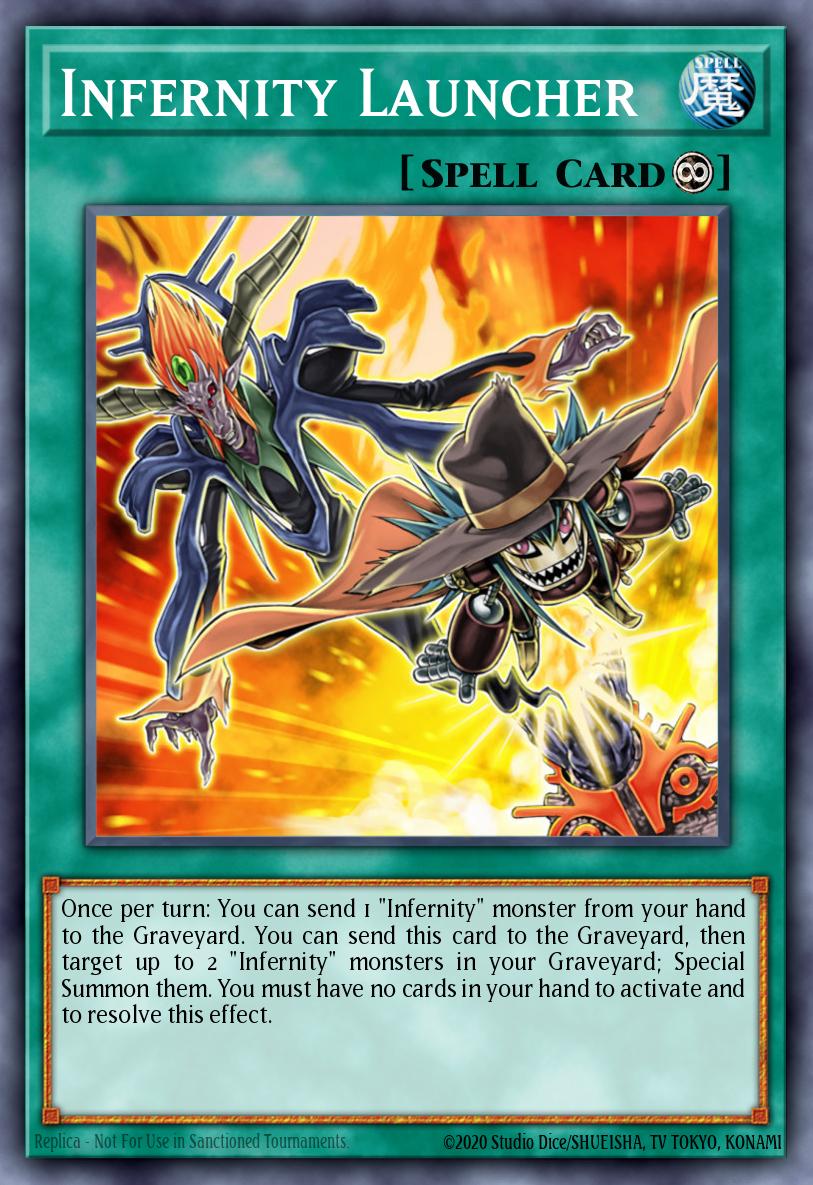 Infernity Launcher
SPELL
魔
[Spell Card]
Once per turn: You can send 1 "Infernity" monster from your hand
to the Graveyard. You can send this card to the Graveyard, then
target up to 2 "Infernity" monsters in your Graveyard; Special
Summon them. You must have no cards in your hand to activate and
to resolve this effect.
Replica - Not For Use in Sanctioned Tournaments.
©2020 Studio Dice/SHUEISHA, TV TOKYO, KONAMI